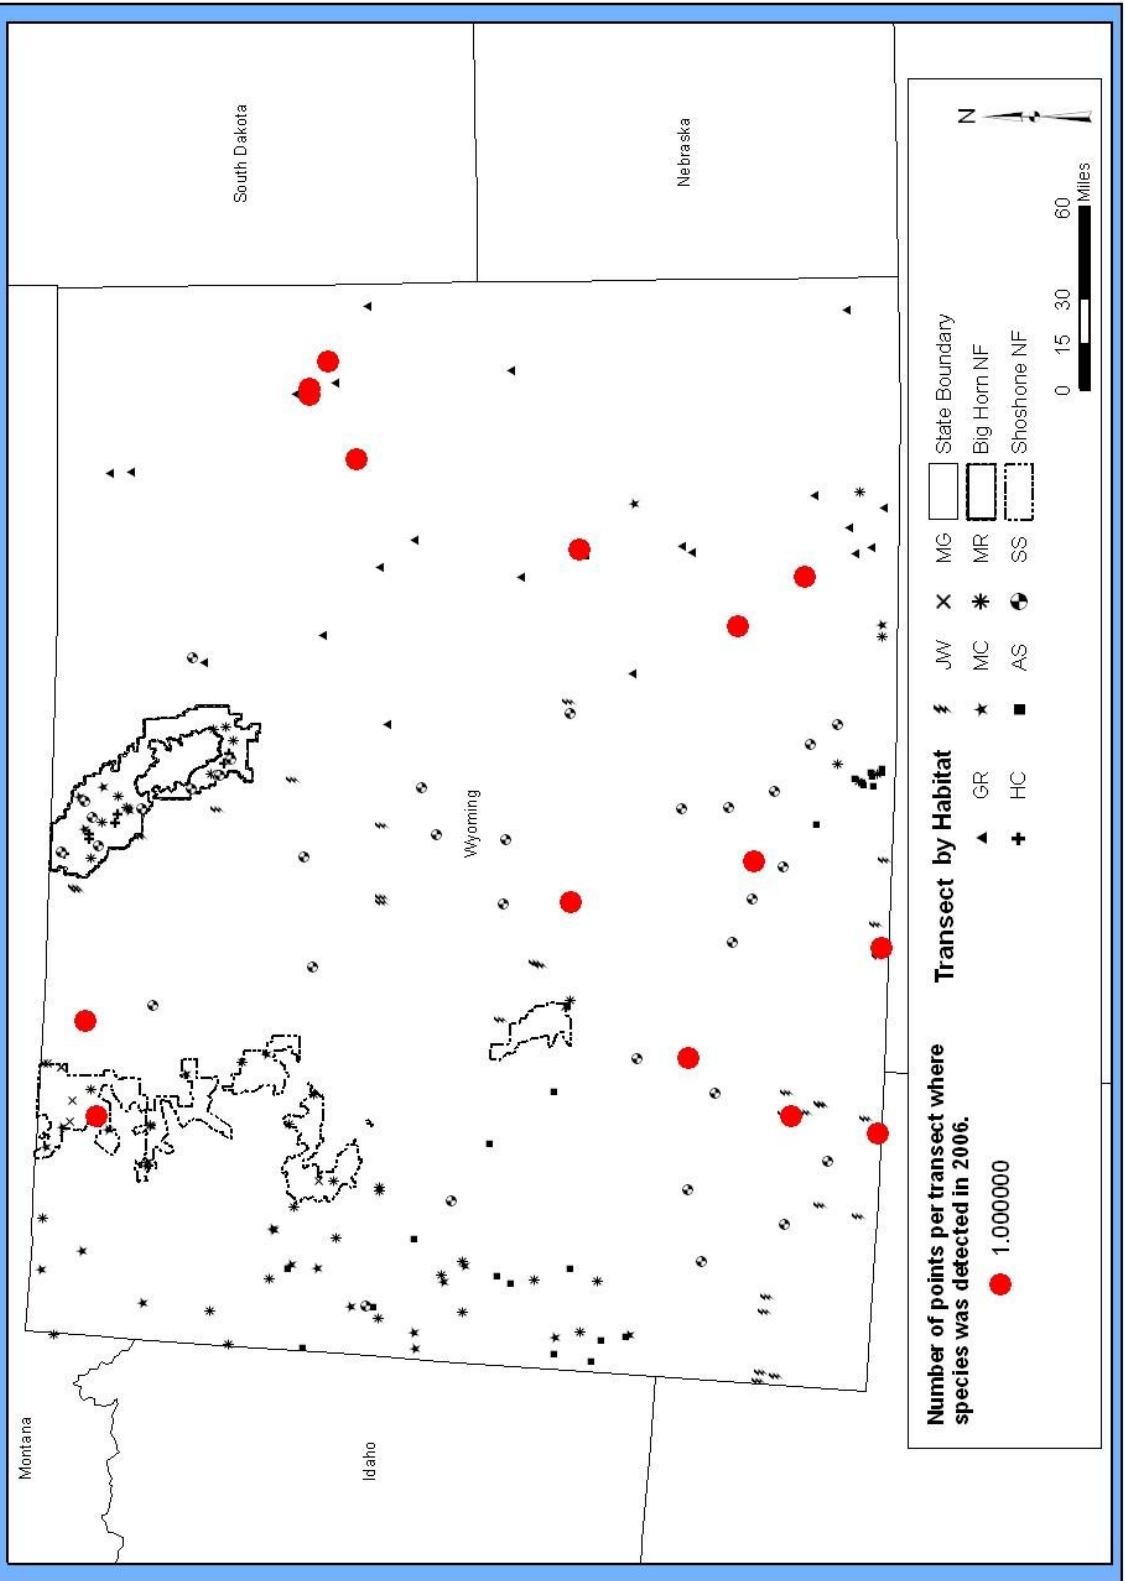 Montana
Idaho
Wyoming
South Dakota
Nebraska
Number of points per transect where
species was detected in 2006.
1.000000
Transect by Habitat
GR
HC
MC
AS
JW
MG
MR
SS
State Boundary
Big Horn NF
Shoshone NF
N
0 15 30 60
Miles